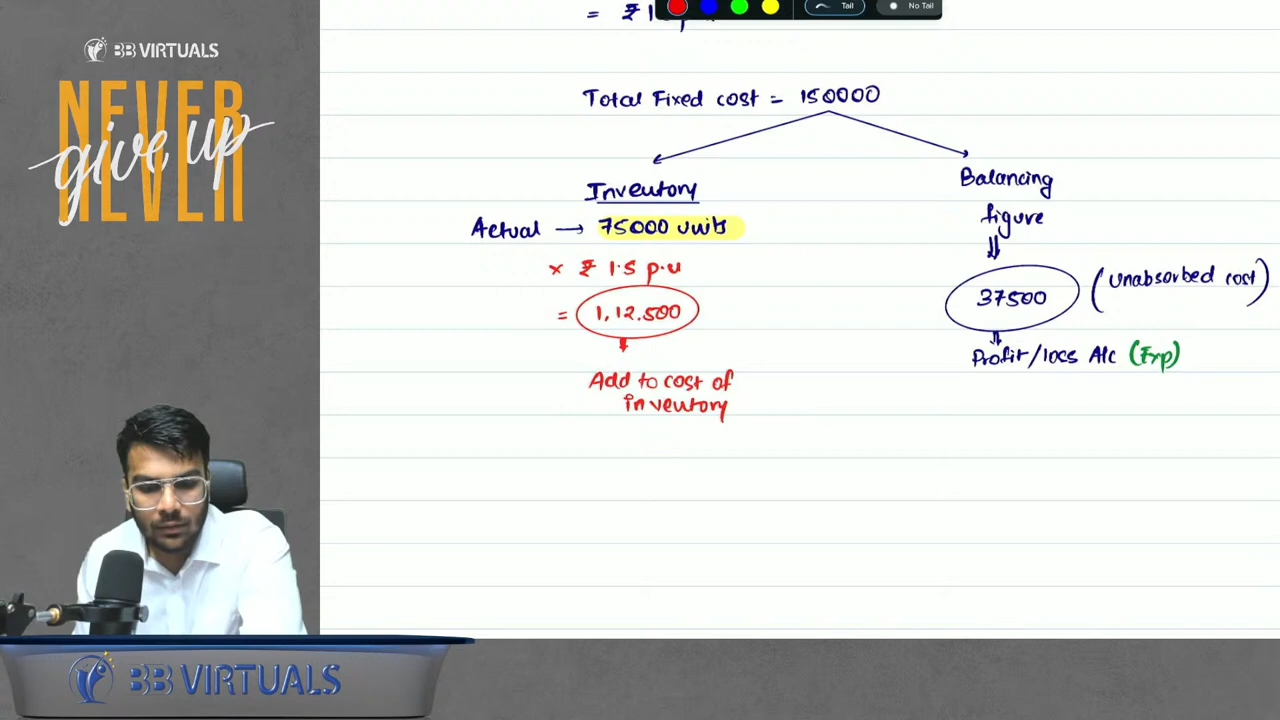 BB VIRTUALS
NEVER
give up
NEVER
Tail
No Tail
Total Fixed cost = 150000
Inventory
Actual → 75000 units
× ₹ 1.5 p.u
= 1,12,500
Add to cost of
inventory
Balancing
figure
37500 (Unabsorbed cost)
Profit/loss A/c (Exp)
BB VIRTUALS